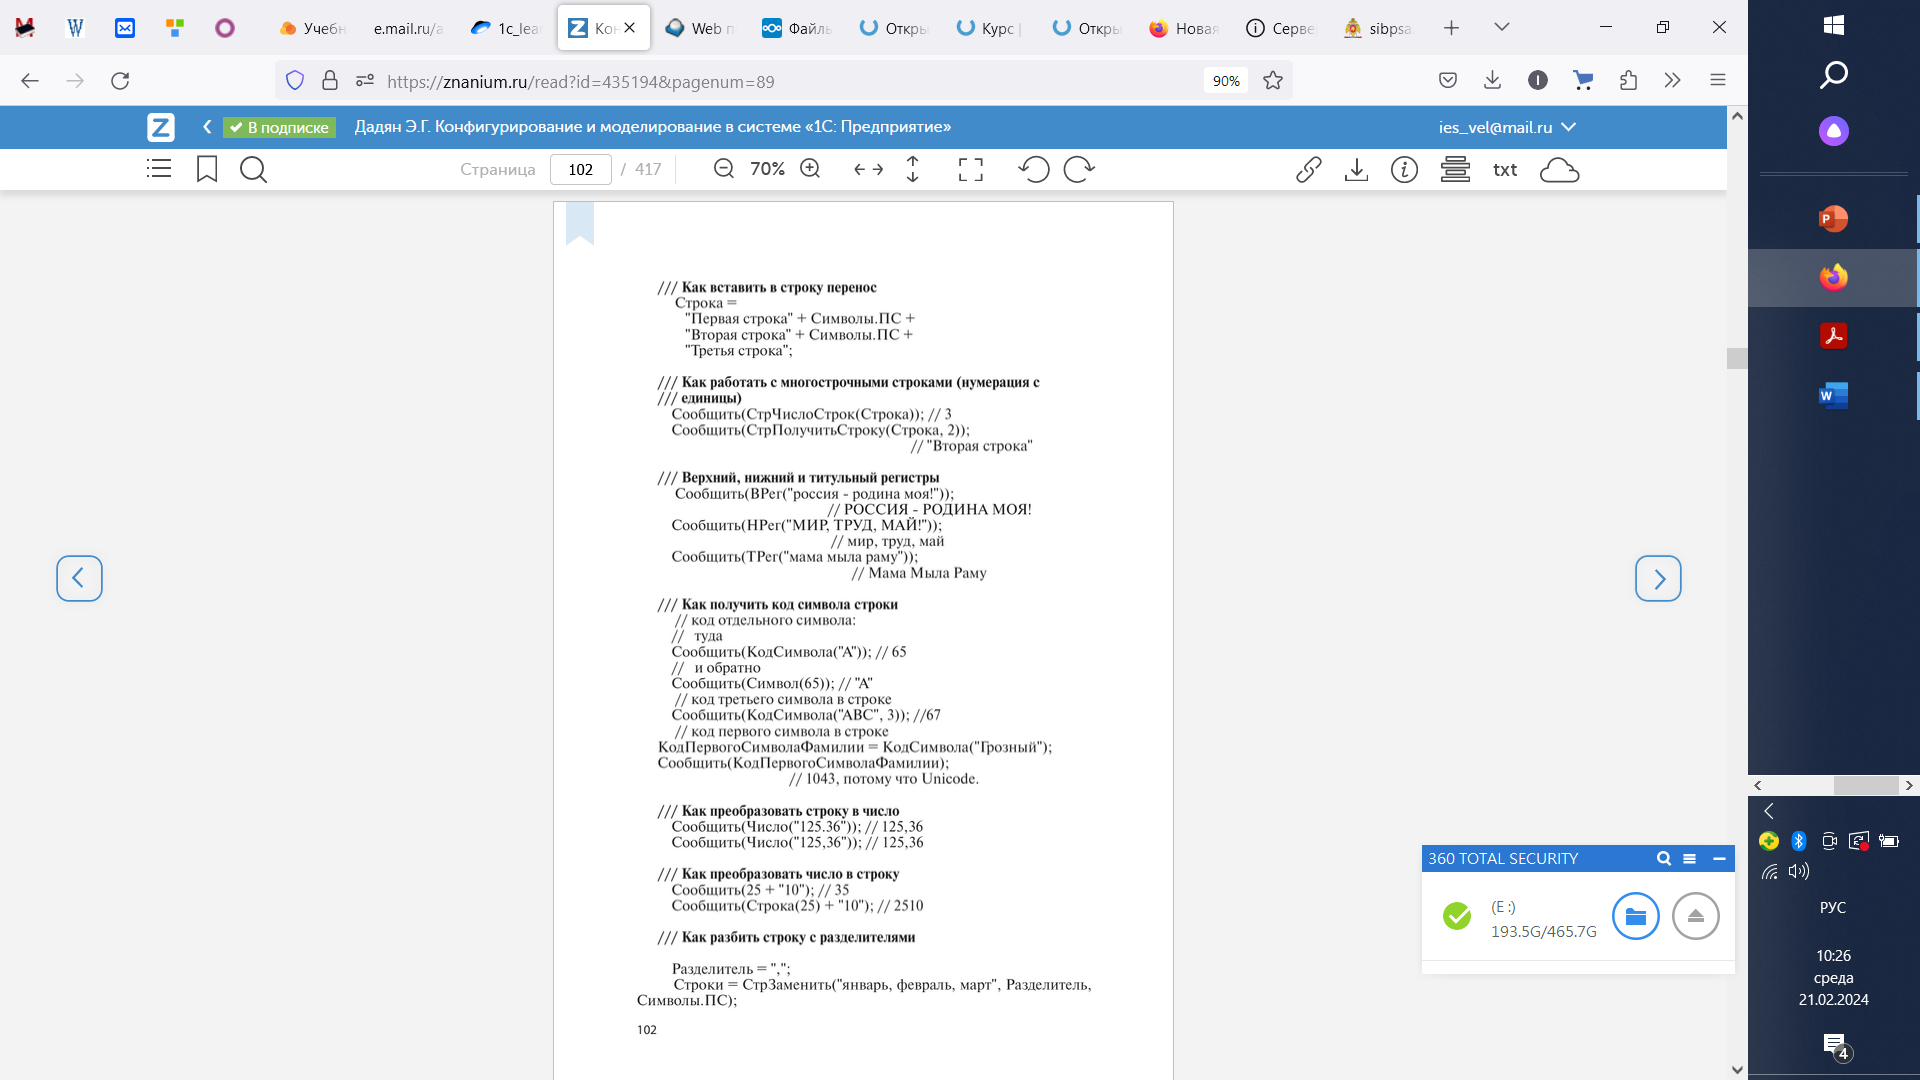 Учебн
e.mail.ru/а
1c_lear
Кон
Web п
Файль
Откры
Курс |
Откры
Новая
Серве
sibpsa
https://znanium.ru/read?id=435194&pagenum=89
90%
В подписке
Дадян Э.Г. Конфигурирование и моделирование в системе «1С: Предприятие»
ies_vel@mail.ru
Страница 102 / 417
70%
txt
/// Как вставить в строку перенос
Строка =
"Первая строка" + Символы.ПС +
"Вторая строка" + Символы.ПС +
"Третья строка";
/// Как работать с многострочными строками (нумерация с
/// единицы)
Сообщить(СтрЧислоСтрок(Строка)); // 3
Сообщить(СтрПолучитьСтроку(Строка, 2));
// "Вторая строка"
/// Верхний, нижний и титульный регистры
Сообщить(ВРег("россия - родина моя!"));
// РОССИЯ - РОДИНА МОЯ!
Сообщить(НРег("МИР, ТРУД, МАЙ!"));
// мир, труд, май
Сообщить(ТРег("мама мыла раму"));
// Мама Мыла Раму
/// Как получить код символа строки
// код отдельного символа:
// туда
Сообщить(КодСимвола("A")); // 65
// и обратно
Сообщить(Символ(65)); // "A"
// код третьего символа в строке
Сообщить(КодСимвола("ABC", 3)); //67
// код первого символа в строке
КодПервогоСимволаФамилии = КодСимвола("Грозный");
Сообщить(КодПервогоСимволаФамилии);
// 1043, потому что Unicode.
/// Как преобразовать строку в число
Сообщить(Число("125.36")); // 125,36
Сообщить(Число("125,36")); // 125,36
/// Как преобразовать число в строку
Сообщить(25 + "10"); // 35
Сообщить(Строка(25) + "10"); // 2510
/// Как разбить строку с разделителями
Разделитель = ",";
Строки = СтрЗаменить("январь, февраль, март", Разделитель,
Символы.ПС);
102
360 TOTAL SECURITY
(E :)
193.5G/465.7G
РУС
10:26
среда
21.02.2024
4